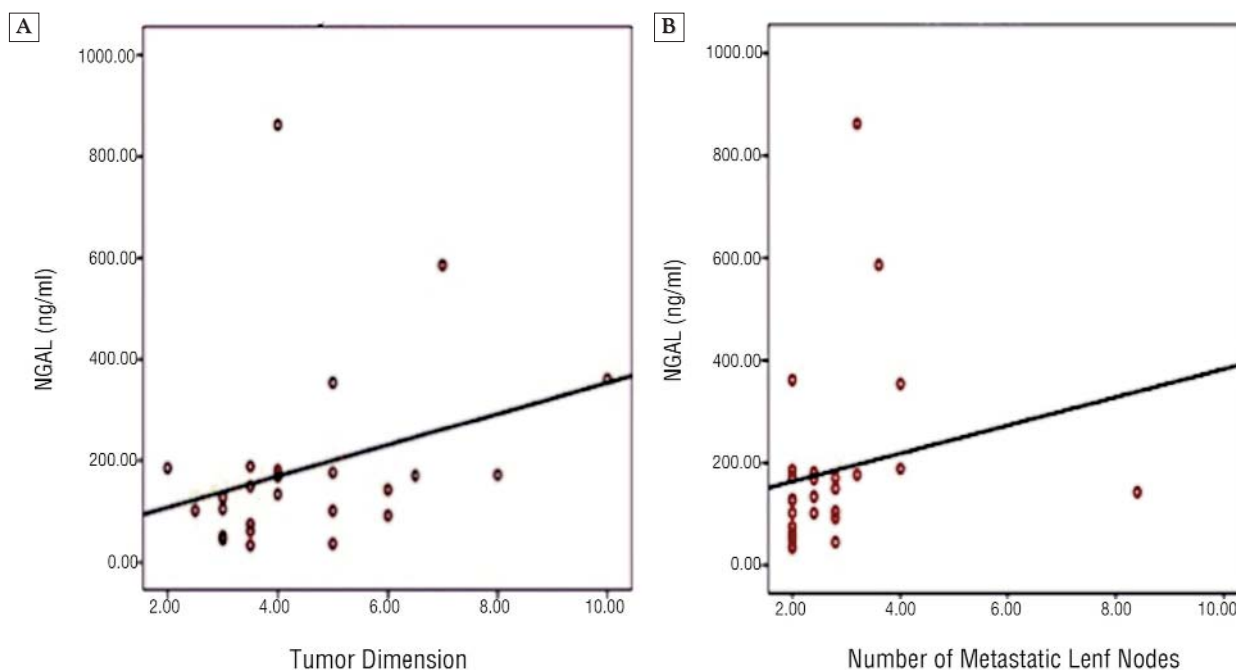 A
1000.00
800.00
600.00
400.00
200.00
0.00
NGAL (ng/ml)
2.00 4.00 6.00 8.00 10.00
Tumor Dimension
B
1000.00
800.00
600.00
400.00
200.00
0.00
NGAL (ng/ml)
2.00 4.00 6.00 8.00 10.00
Number of Metastatic Lenf Nodes